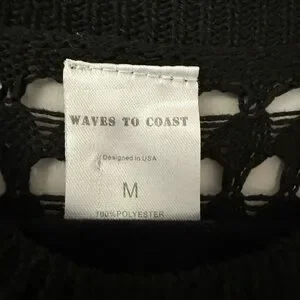 WAVES TO COAST
Designed in USA
M
100%POLYESTER